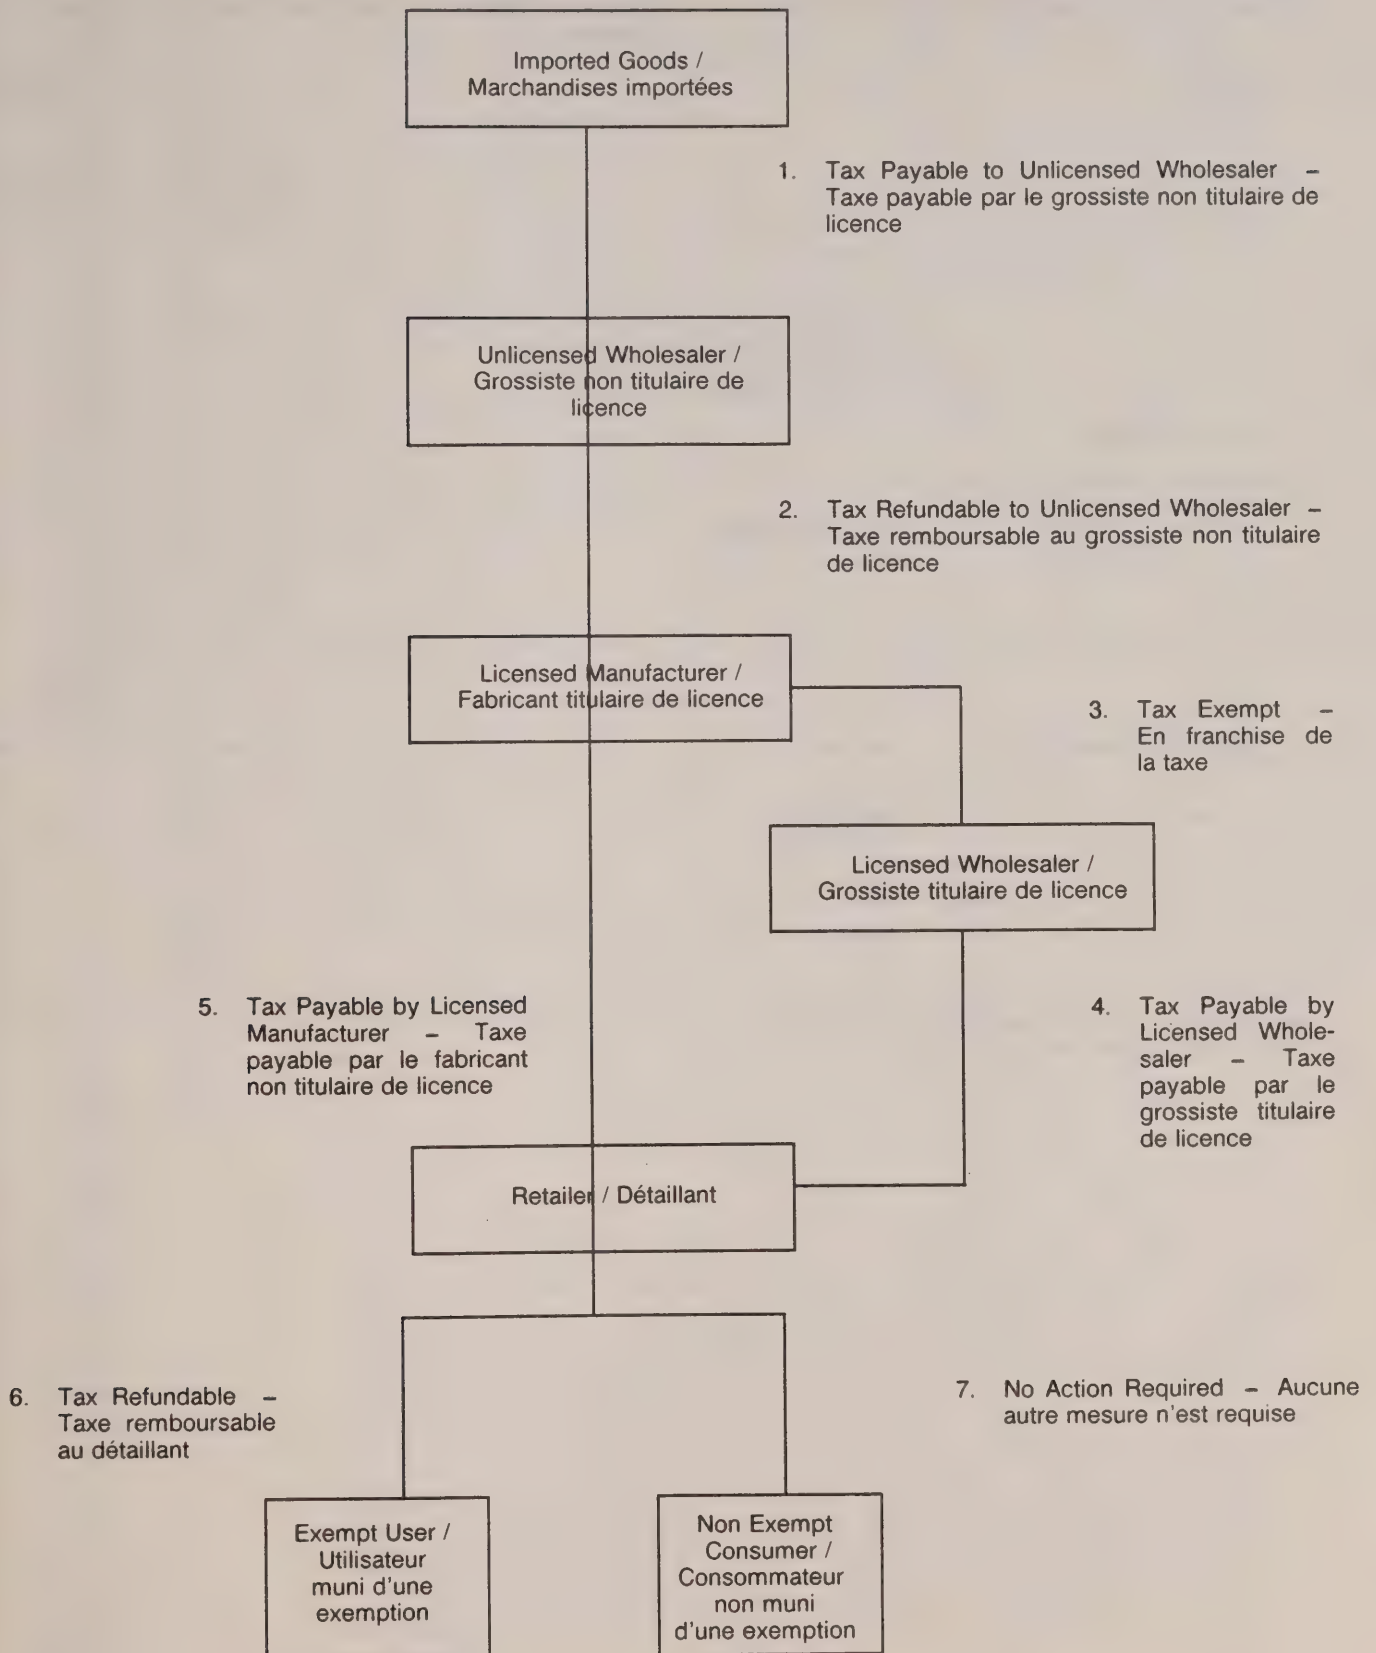 Imported Goods /
Marchandises importées
1. Tax Payable to Unlicensed Wholesaler –
Taxe payable par le grossiste non titulaire de
licence
Unlicensed Wholesaler /
Grossiste non titulaire de
licence
2. Tax Refundable to Unlicensed Wholesaler –
Taxe remboursable au grossiste non titulaire
de licence
Licensed Manufacturer /
Fabricant titulaire de licence
3. Tax Exempt –
En franchise de
la taxe
Licensed Wholesaler /
Grossiste titulaire de licence
5. Tax Payable by Licensed
Manufacturer – Taxe
payable par le fabricant
non titulaire de licence
4. Tax Payable by
Licensed Whole-
saler – Taxe
payable par le
grossiste titulaire
de licence
Retailer / Détaillant
6. Tax Refundable –
Taxe remboursable
au détaillant
7. No Action Required – Aucune
autre mesure n'est requise
Exempt User /
Utilisateur
muni d'une
exemption
Non Exempt
Consumer /
Consommateur
non muni
d'une exemption